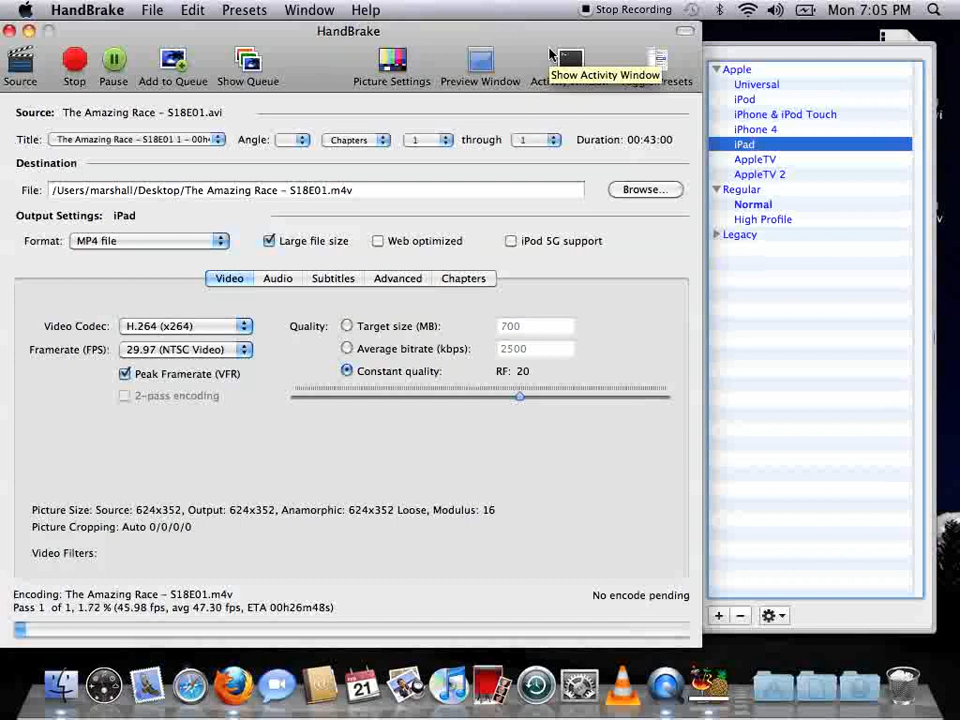 HandBrake File Edit Presets Window Help Stop Recording Mon 7:05 PM
HandBrake
Source Stop Pause Add to Queue Show Queue Picture Settings Preview Window
Show Activity Window
Source: The Amazing Race – S18E01.avi
Title: The Amazing Race – S18E01 1 – 00h Angle: Chapters 1 through 1 Duration: 00:43:00
Destination
File: /Users/marshall/Desktop/The Amazing Race – S18E01.m4v Browse...
Output Settings: iPad
Format: MP4 file Large file size Web optimized iPod 5G support
Video Audio Subtitles Advanced Chapters
Video Codec: H.264 (x264) Quality: Target size (MB): 700
Framerate (FPS): 29.97 (NTSC Video) Average bitrate (kbps): 2500
Peak Framerate (VFR) Constant quality: RF: 20
2-pass encoding
Picture Size: Source: 624x352, Output: 624x352, Anamorphic: 624x352 Loose, Modulus: 16
Picture Cropping: Auto 0/0/0/0
Video Filters:
Encoding: The Amazing Race – S18E01.m4v
Pass 1 of 1, 1.72 % (45.98 fps, avg 47.30 fps, ETA 00h26m48s)
No encode pending
Apple
Universal
iPod
iPhone & iPod Touch
iPhone 4
iPad
AppleTV
AppleTV 2
Regular
Normal
High Profile
Legacy
FEB
21